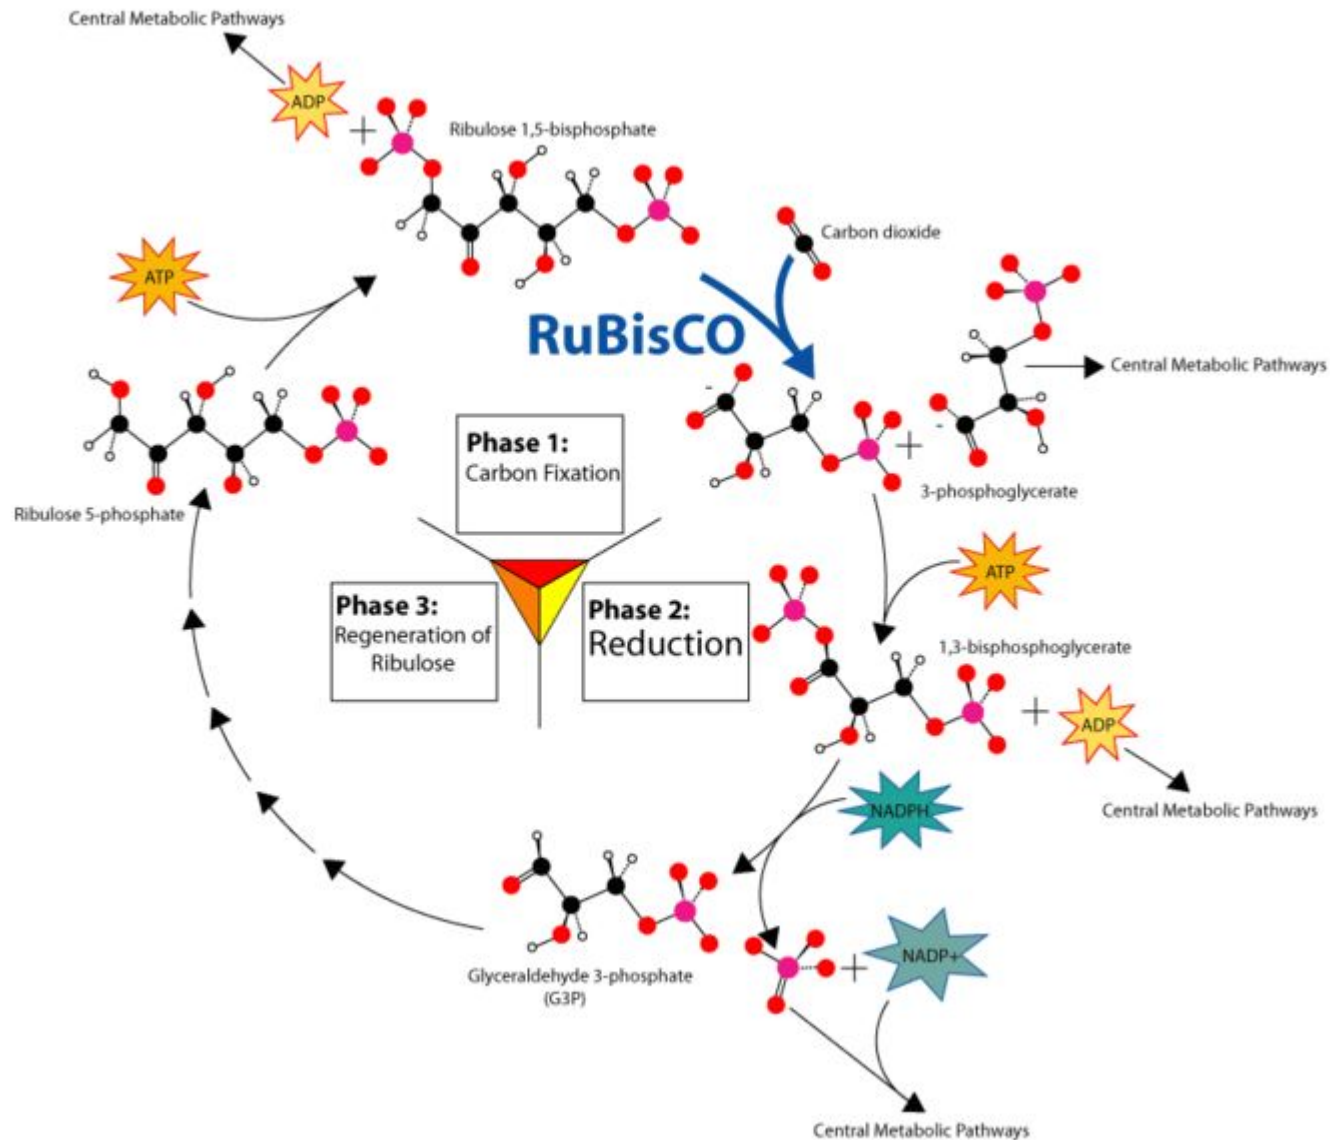 Central Metabolic Pathways
ADP
Ribulose 1,5-bisphosphate
Carbon dioxide
ATP
RuBisCO
Central Metabolic Pathways
Phase 1:
Carbon Fixation
3-phosphoglycerate
Ribulose 5-phosphate
ATP
Phase 3:
Regeneration of
Ribulose
Phase 2:
Reduction
1,3-bisphosphoglycerate
ADP
NADPH
Central Metabolic Pathways
NADP+
Glyceraldehyde 3-phosphate
(G3P)
Central Metabolic Pathways